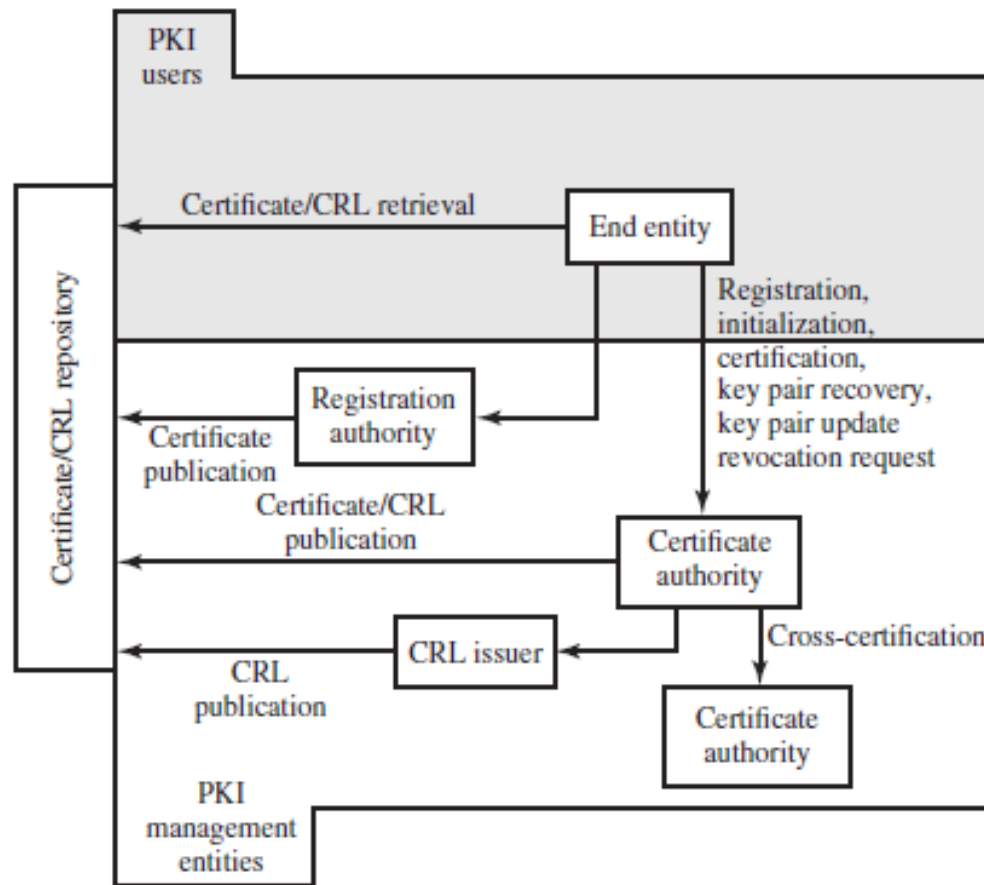 PKI
users
Certificate/CRL retrieval
End entity
Certificate/CRL repository
Registration,
initialization,
certification,
key pair recovery,
key pair update
revocation request
Registration
authority
Certificate
publication
Certificate/CRL
publication
Certificate
authority
CRL issuer
Cross-certification
CRL
publication
Certificate
authority
PKI
management
entities